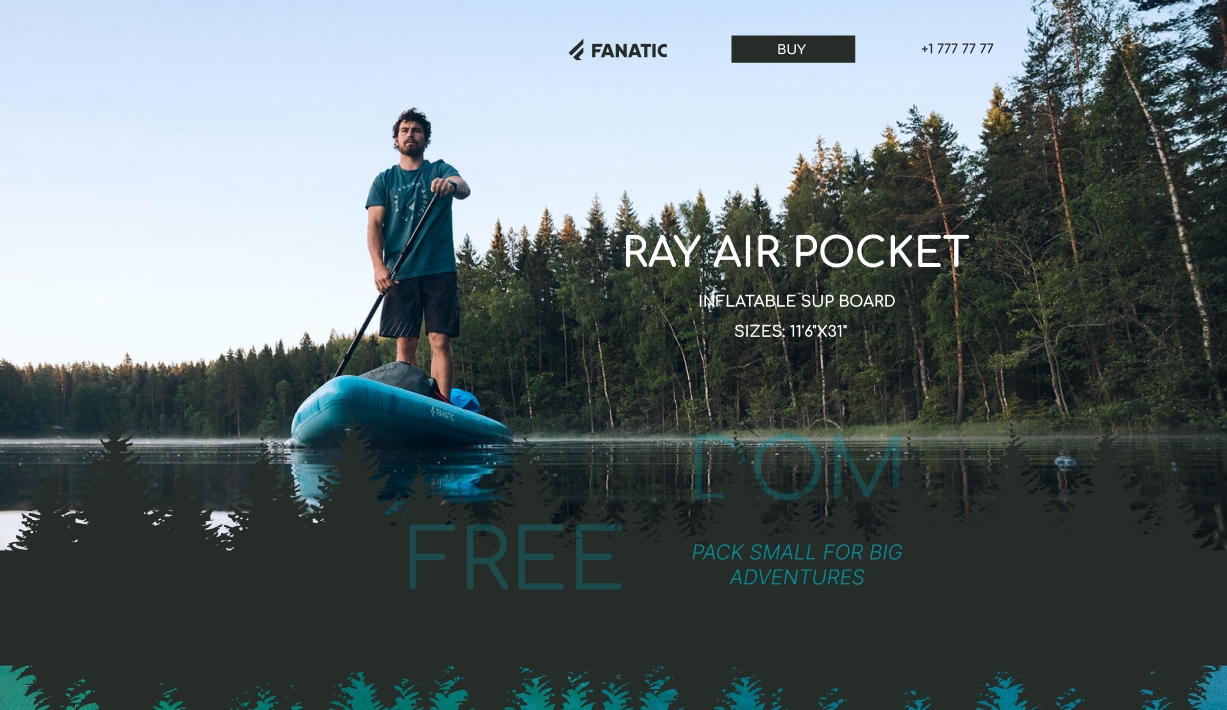 FANATIC
BUY
+1 777 77 77
RAY AIR POCKET
INFLATABLE SUP BOARD
SIZES: 11'6"X31"
FANATIC
DOM
FREE
PACK SMALL FOR BIG
ADVENTURES